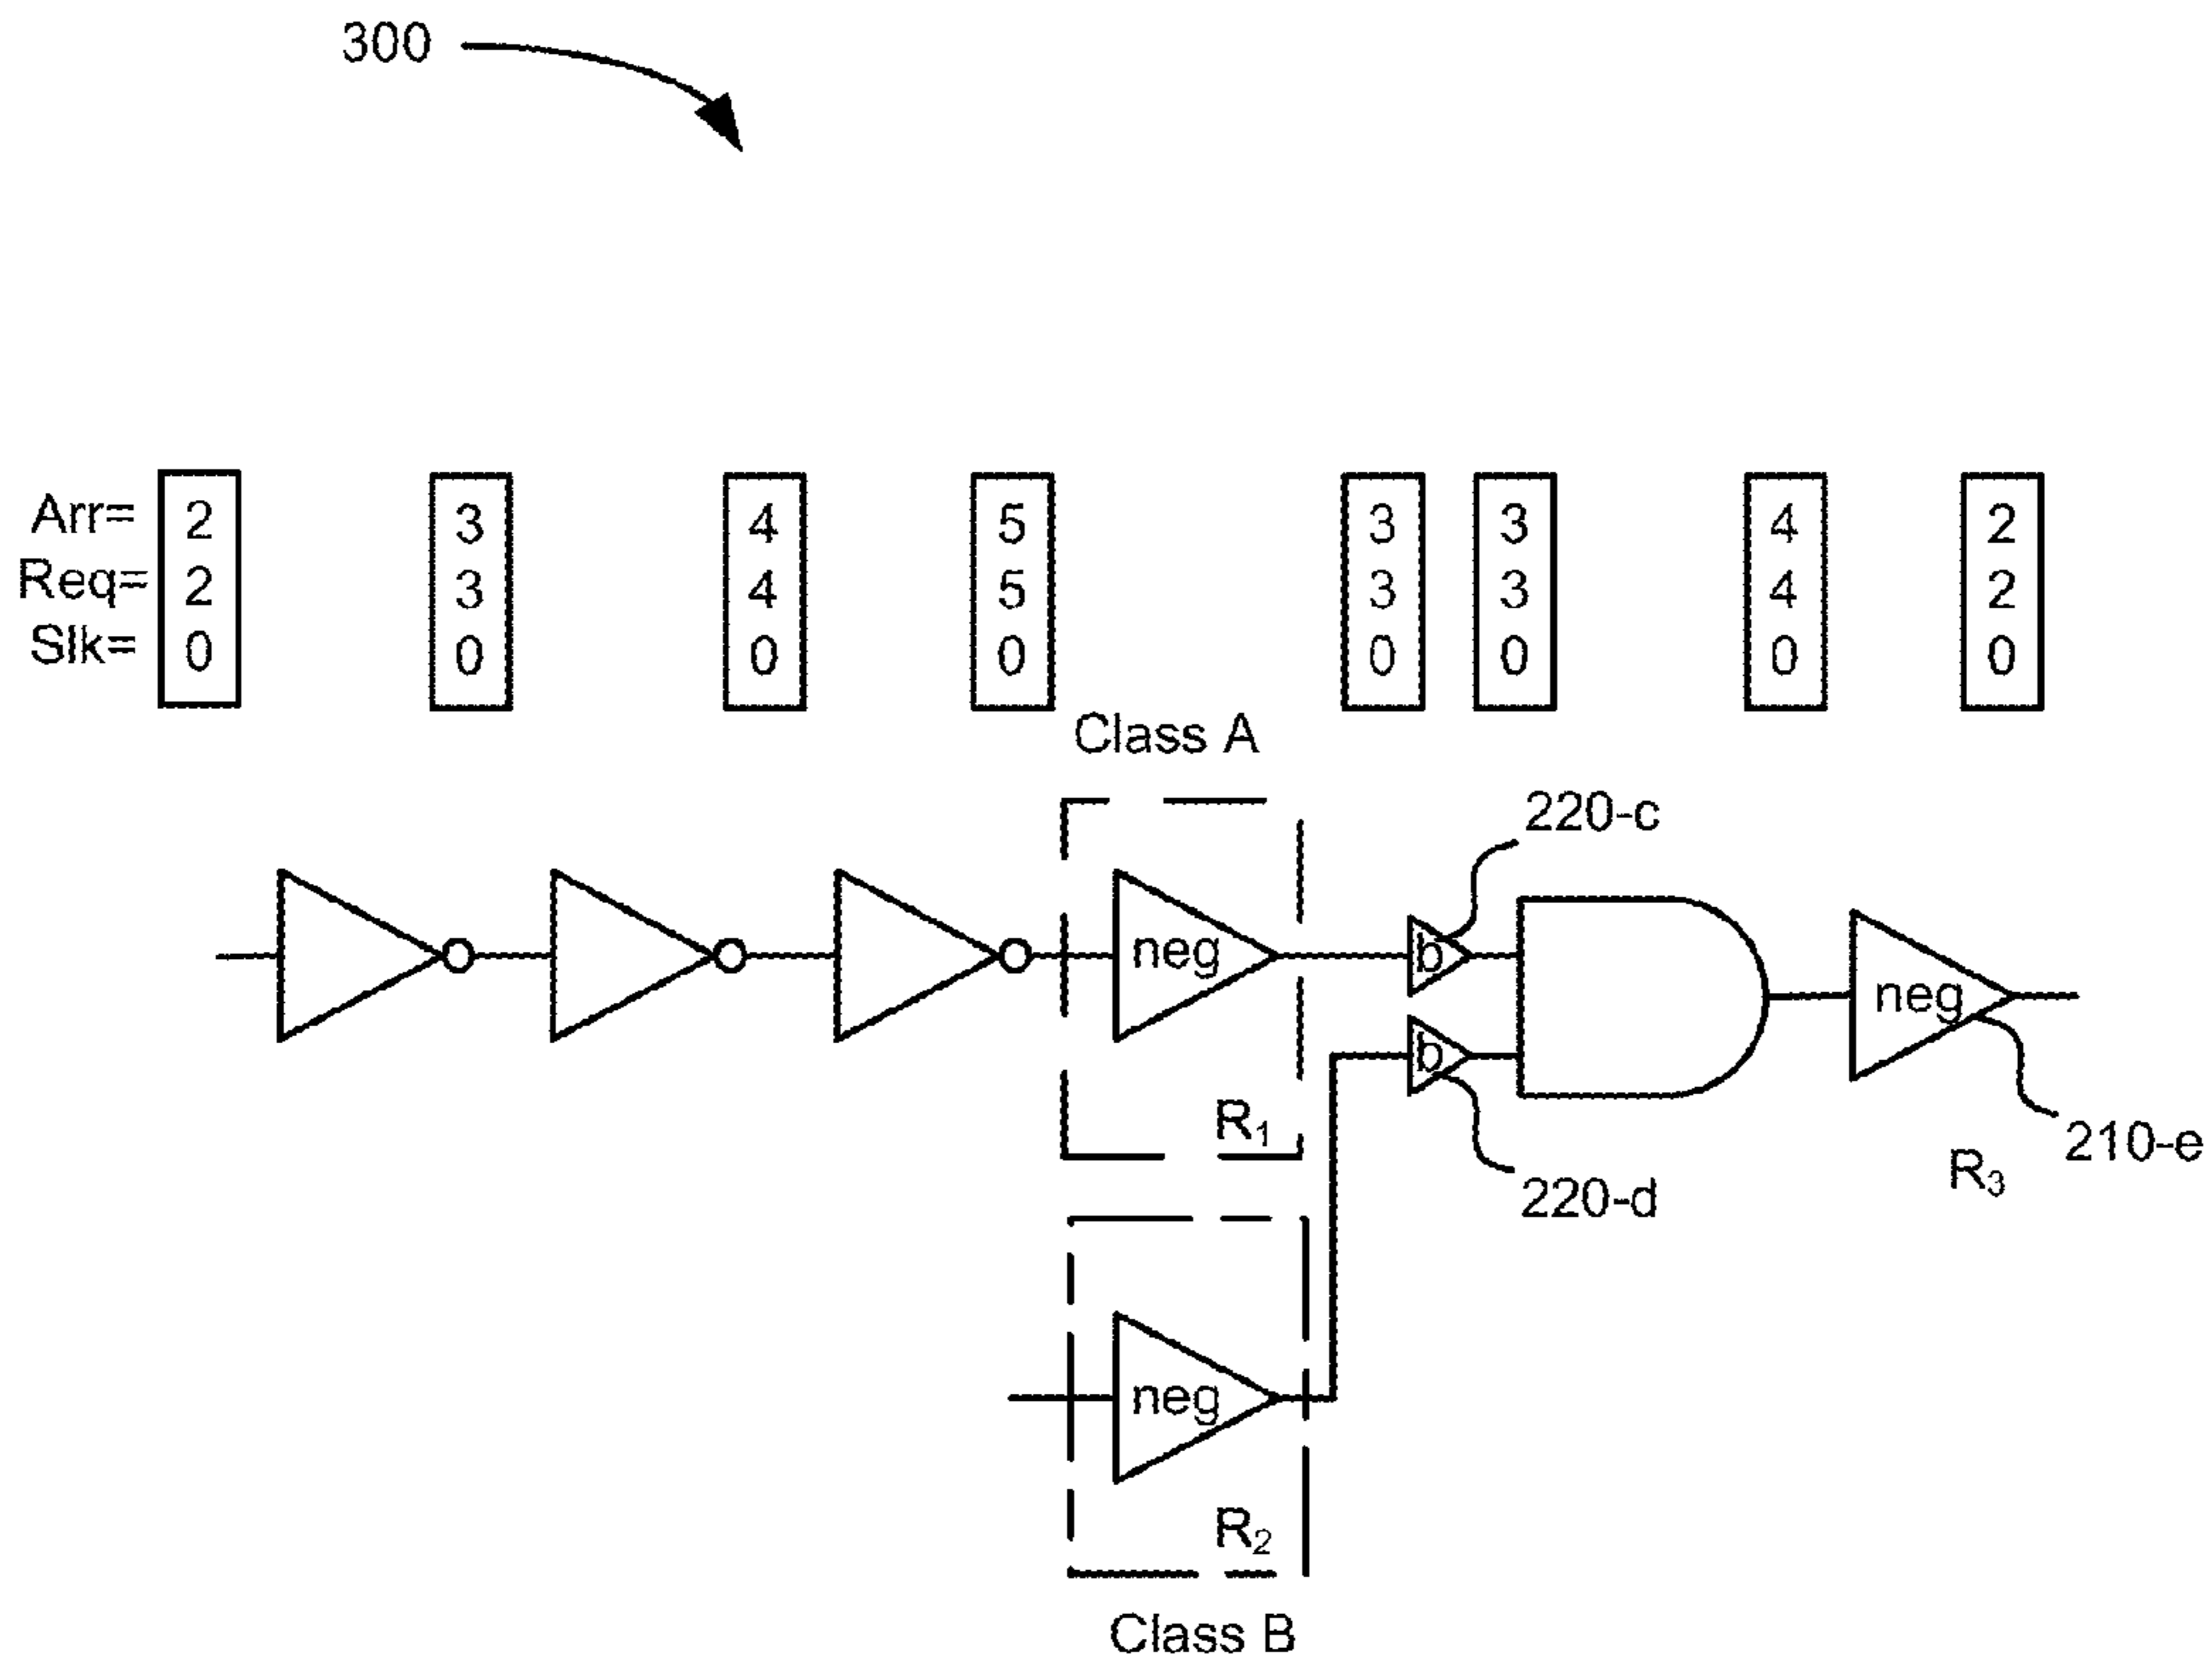 300
Arr= 2 3 4 5 3 3 4 2
Req= 2 3 4 5 3 3 4 2
Slk= 0 0 0 0 0 0 0 0
Class A
220-c
neg
b
neg
b
R1
210-e
R3
220-d
neg
R2
Class B